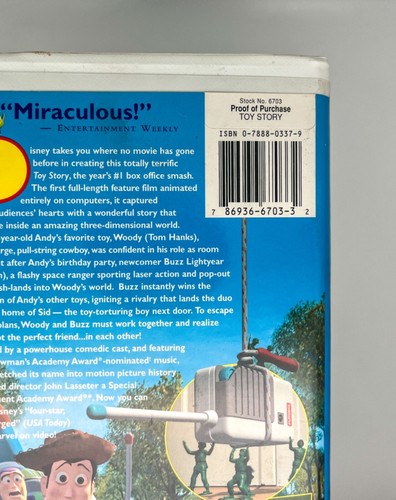 "Miraculous!"
— ENTERTAINMENT WEEKLY
Stock No. 6703
Proof of Purchase
TOY STORY
ISBN 0-7888-0337-9
7 86936-6703-3 2
isney takes you where no movie has gone
before in creating this totally terrific
Toy Story, the year's #1 box office smash.
The first full-length feature film animated
entirely on computers, it captured
udiences' hearts with a wonderful story that
e inside an amazing three-dimensional world.
-year-old Andy's favorite toy, Woody (Tom Hanks),
rge, pull-string cowboy, was confident in his role as room
t after Andy's birthday party, newcomer Buzz Lightyear
n), a flashy space ranger sporting laser action and pop-out
sh-lands into Woody's world. Buzz instantly wins the
n of Andy's other toys, igniting a rivalry that lands the duo
home of Sid — the toy-torturing boy next door. To escape
plans, Woody and Buzz must work together and realize
ot the perfect friend...in each other!
d by a powerhouse comedic cast, and featuring
wman's Academy Award®-nominated† music,
etched its name into motion picture history
ed director John Lasseter a Special
ment Academy Award**. Now you can
isney's "four-star,
rged" (USA Today)
arvel on video!